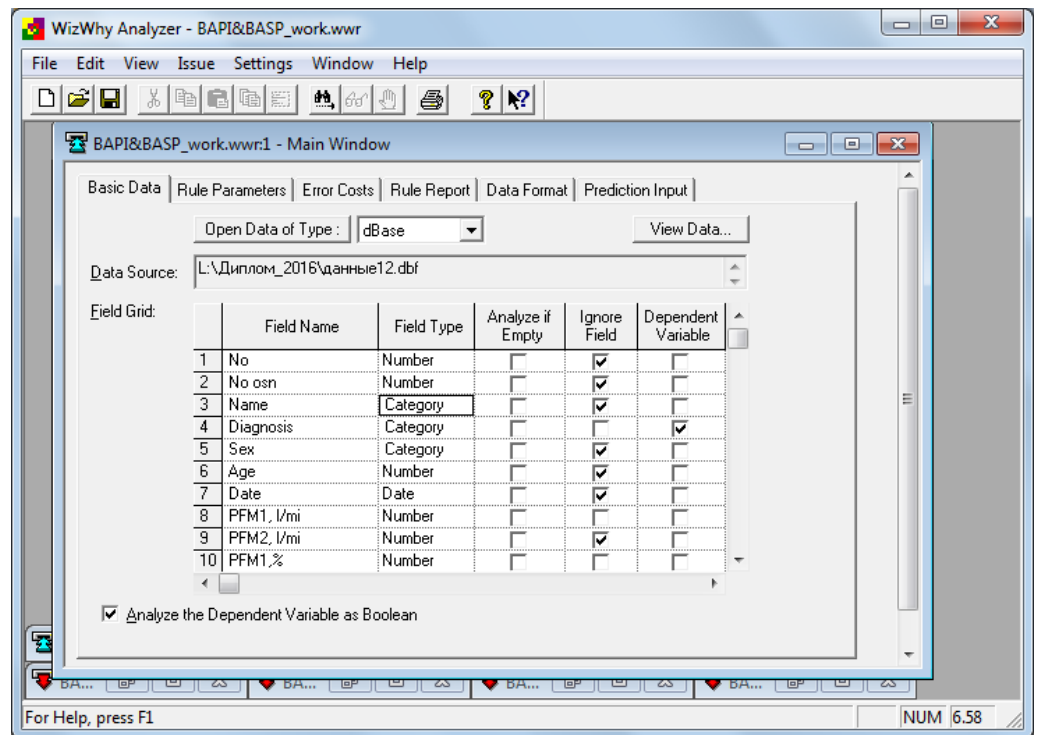 WizWhy Analyzer - BAPI&BASP_work.wwr
File Edit View Issue Settings Window Help
BAPI&BASP_work.wwr:1 - Main Window
Basic Data Rule Parameters Error Costs Rule Report Data Format Prediction Input
Open Data of Type : dBase View Data...
Data Source: L:\Диплом_2016\данные12.dbf
Field Grid:
Field Name Field Type Analyze if Empty Ignore Field Dependent Variable
1 No Number
2 No osn Number
3 Name Category
4 Diagnosis Category
5 Sex Category
6 Age Number
7 Date Date
8 PFM1, l/mi Number
9 PFM2, l/mi Number
10 PFM1,% Number
Analyze the Dependent Variable as Boolean
BA... BA... BA... BA...
For Help, press F1 NUM 6.58